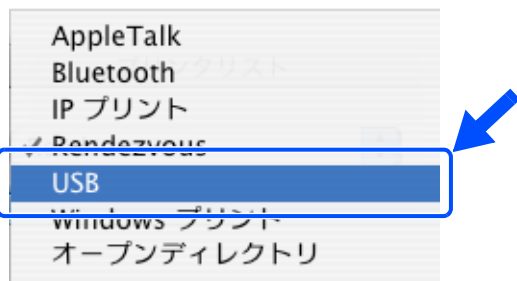 AppleTalk
Bluetooth
IP プリント
✓ Rendezvous
USB
Windows プリント
オープンディレクトリ